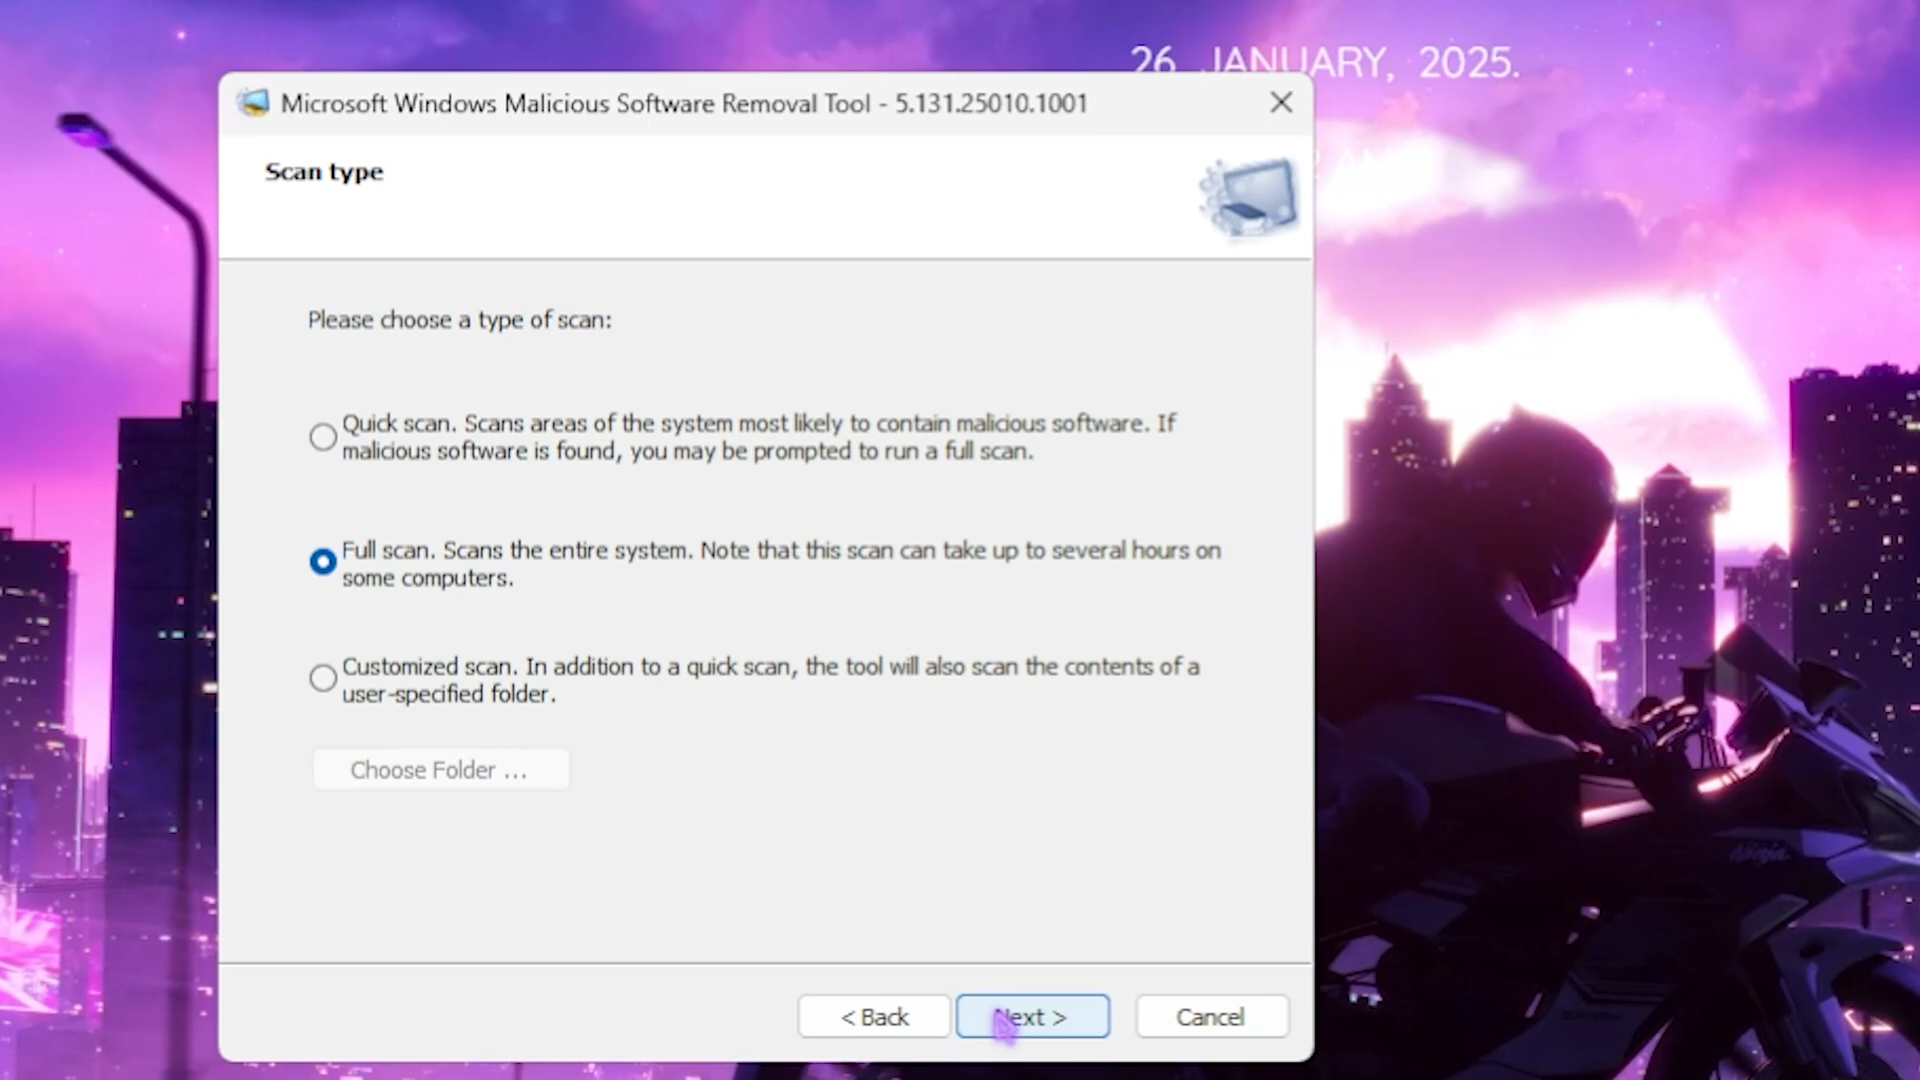 26 JANUARY, 2025.
Microsoft Windows Malicious Software Removal Tool - 5.131.25010.1001
Scan type
Please choose a type of scan:
Quick scan. Scans areas of the system most likely to contain malicious software. If
malicious software is found, you may be prompted to run a full scan.
Full scan. Scans the entire system. Note that this scan can take up to several hours on
some computers.
Customized scan. In addition to a quick scan, the tool will also scan the contents of a
user-specified folder.
Choose Folder ...
< Back
Next >
Cancel
Ninja